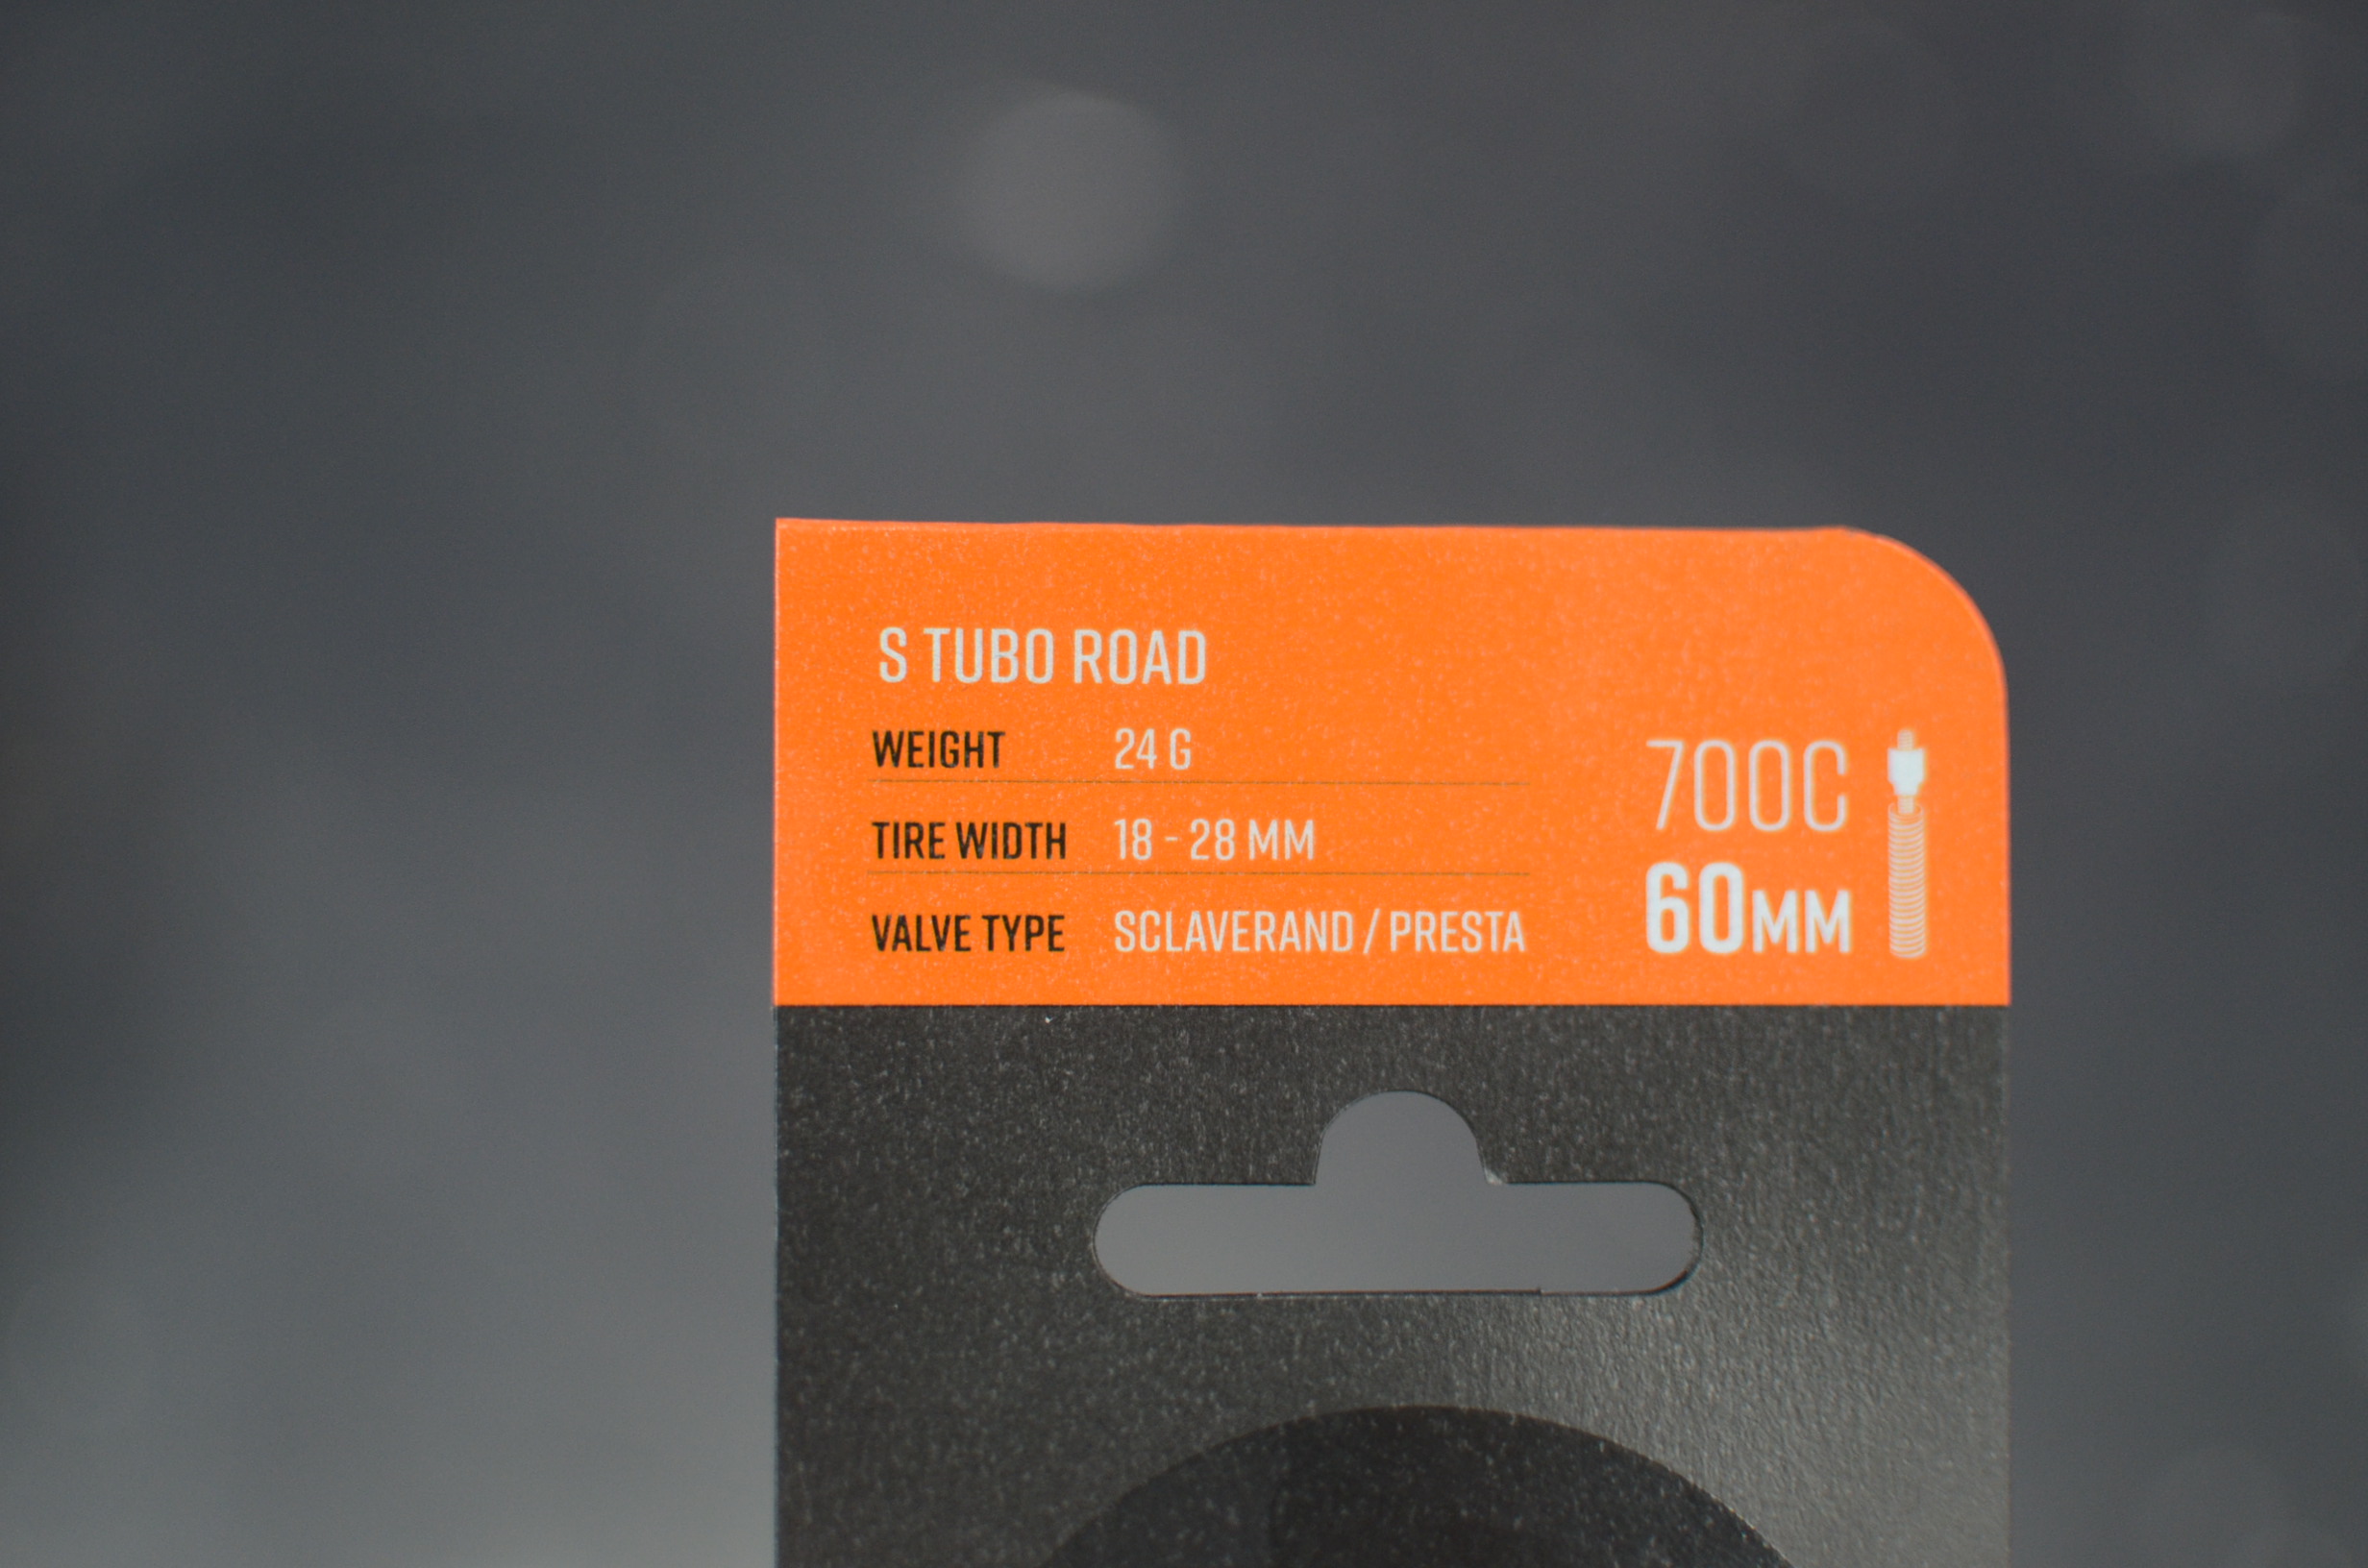 S TUBO ROAD
WEIGHT 24 G
TIRE WIDTH 18 - 28 MM
VALVE TYPE SCLAVERAND / PRESTA
700C
60MM